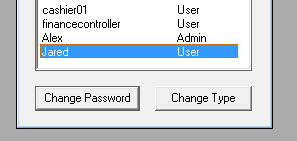 cashier01 User
financecontroller User
Alex Admin
Jared User
Change Password Change Type